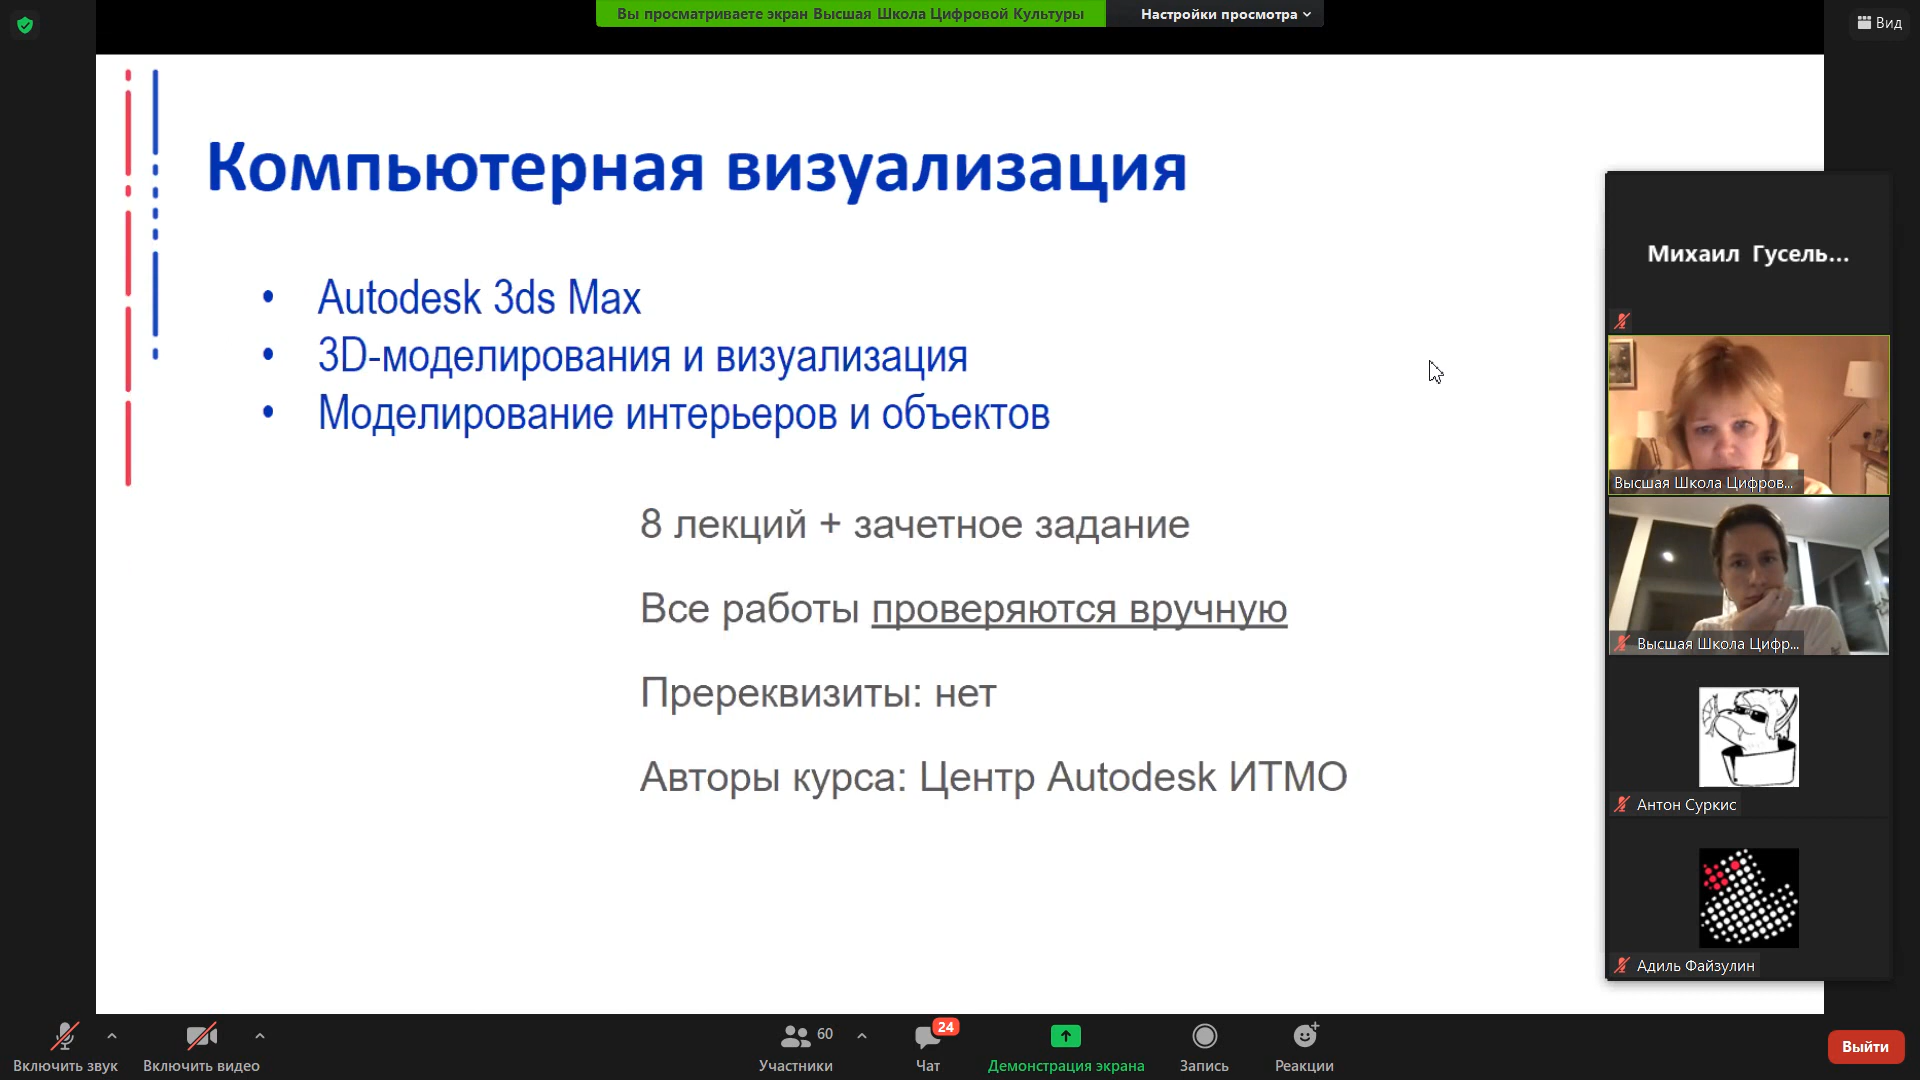 Вы просматриваете экран Высшая Школа Цифровой Культуры
Настройки просмотра
Вид
Компьютерная визуализация
• Autodesk 3ds Max
• 3D-моделирования и визуализация
• Моделирование интерьеров и объектов
8 лекций + зачетное задание
Все работы проверяются вручную
Пререквизиты: нет
Авторы курса: Центр Autodesk ИТМО
Михаил Гусель...
Высшая Школа Цифров...
Высшая Школа Цифр...
Антон Суркис
Адиль Файзулин
Включить звук
Включить видео
60
Участники
24
Чат
Демонстрация экрана
Запись
Реакции
Выйти